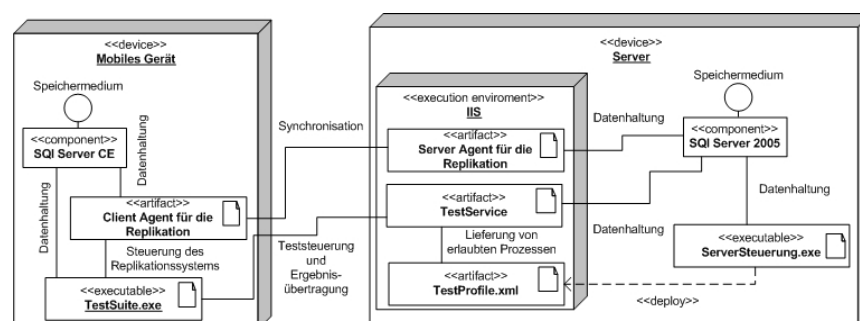 <<device>>
Mobiles Gerät
Speichermedium
<<component>>
SQl Server CE
Datenhaltung
Datenhaltung
<<artifact>>
Client Agent für die
Replikation
Steuerung des
Replikationssystems
<<executable>>
TestSuite.exe
Synchronisation
Teststeuerung
und
Ergebnis-
übertragung
<<device>>
Server
<<execution enviroment>>
IIS
<<artifact>>
Server Agent für die
Replikation
<<artifact>>
TestService
Lieferung von
erlaubten Prozessen
<<artifact>>
TestProfile.xml
Datenhaltung
Datenhaltung
Speichermedium
<<component>>
SQl Server 2005
Datenhaltung
<<executable>>
ServerSteuerung.exe
<<deploy>>